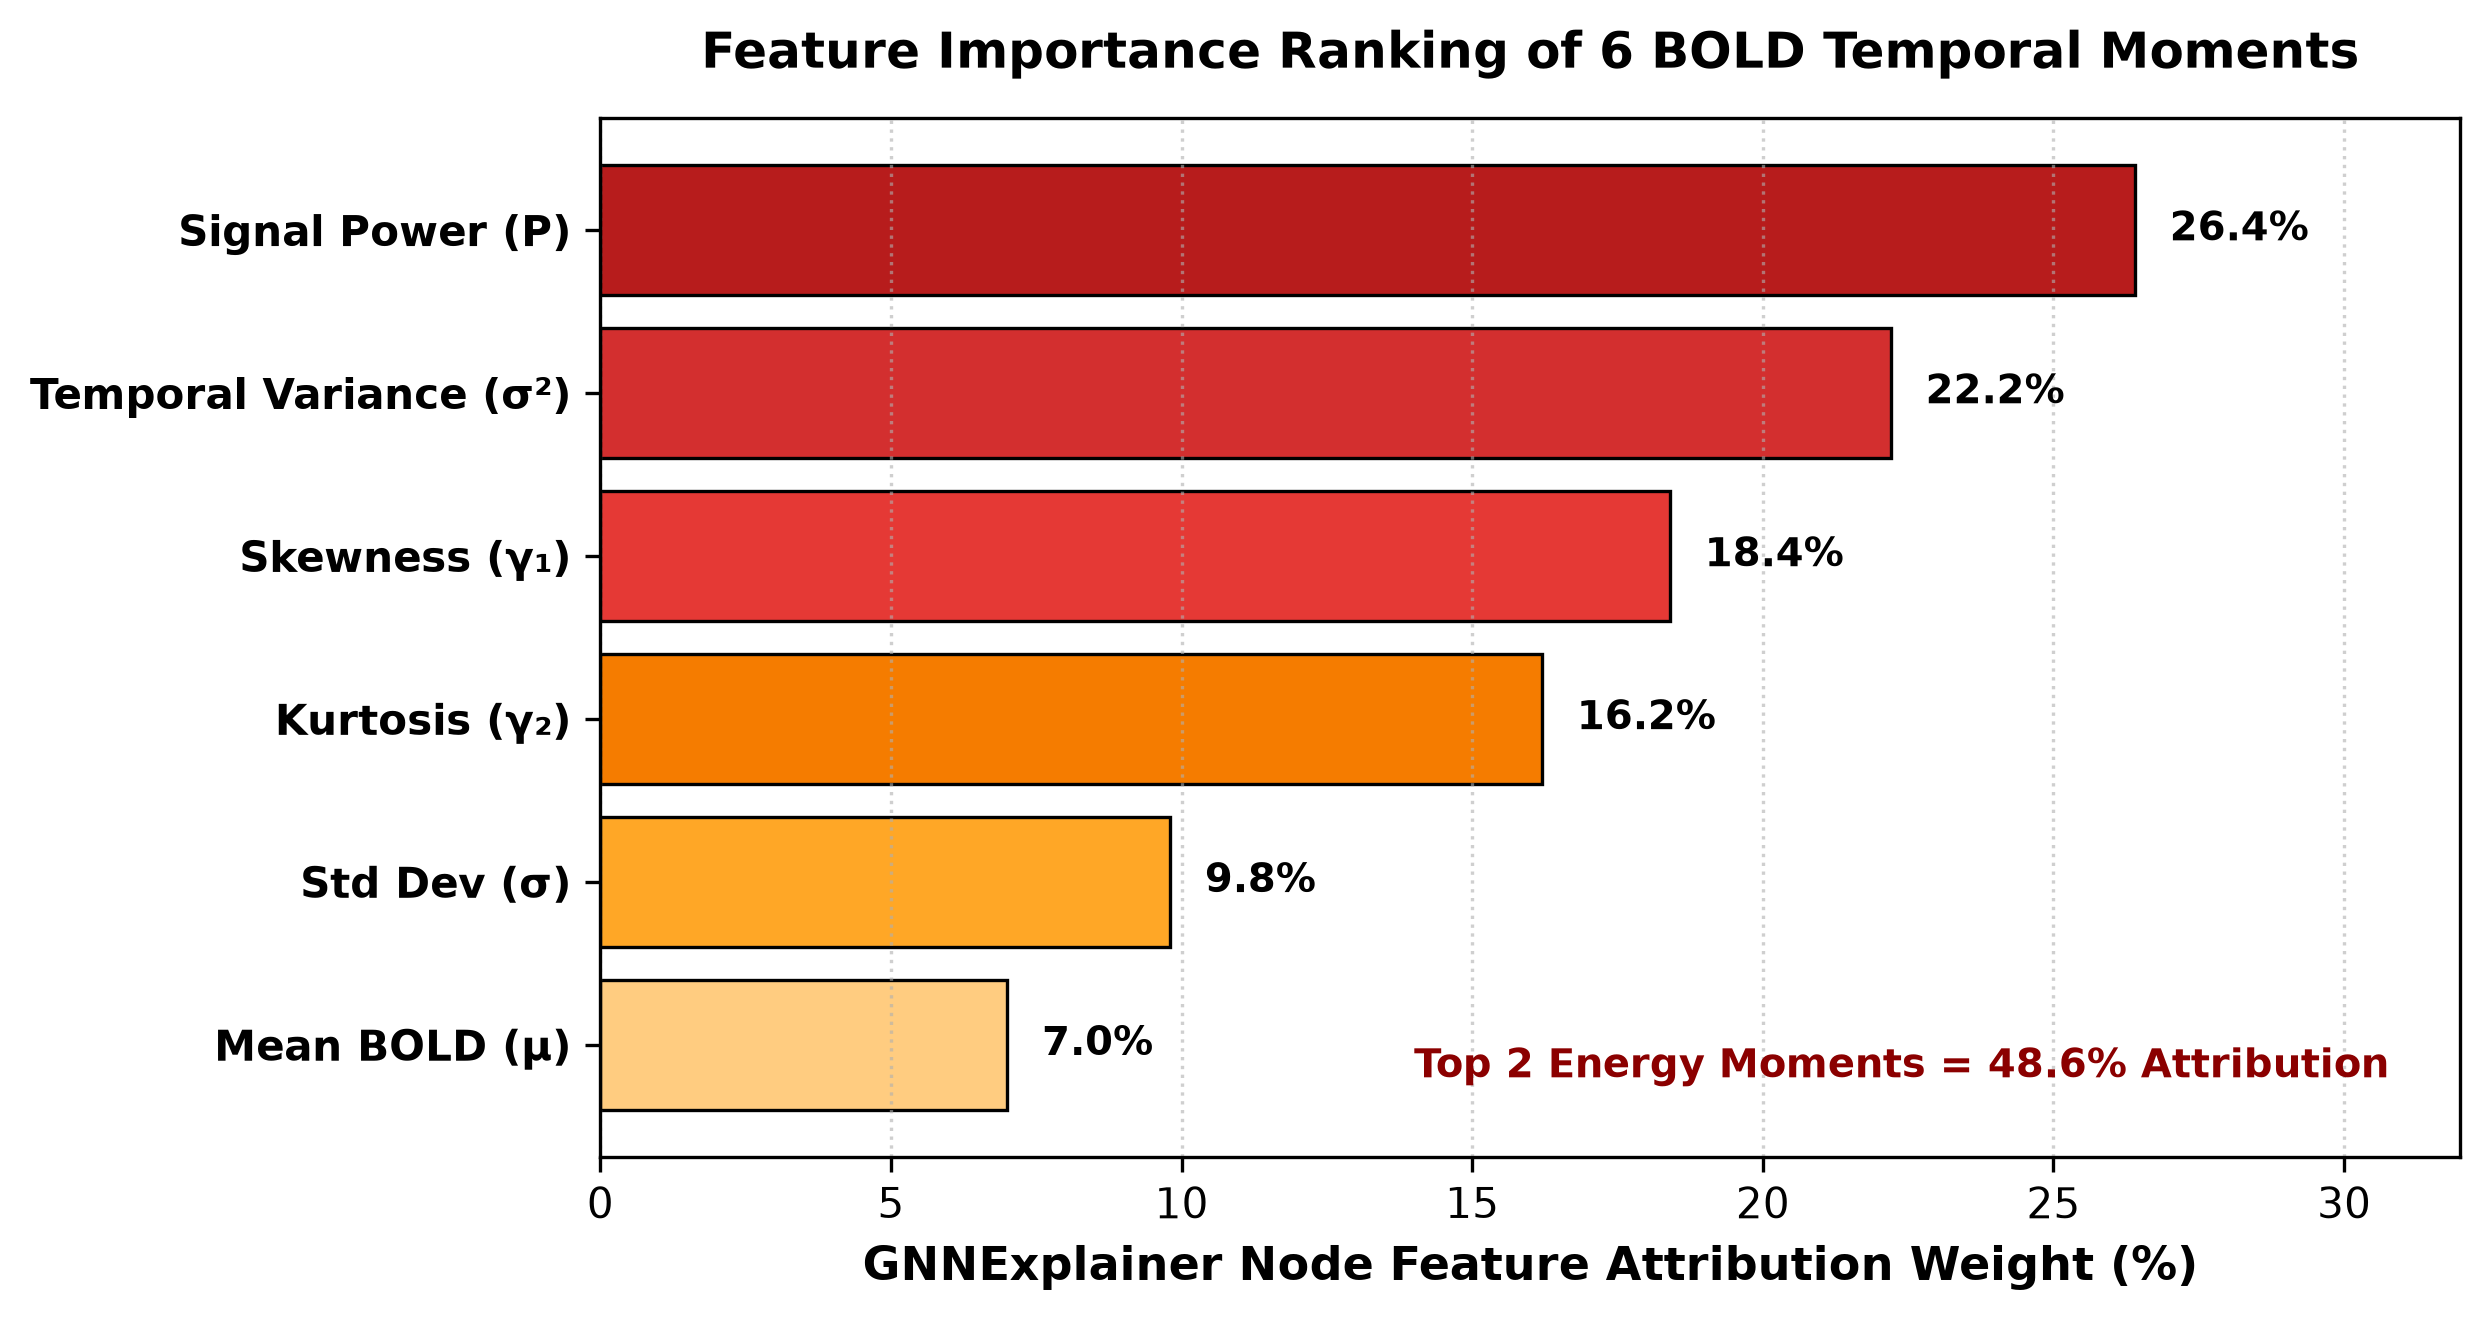 Feature Importance Ranking of 6 BOLD Temporal Moments
Signal Power (P)
26.4%
Temporal Variance (σ²)
22.2%
Skewness (γ₁)
18.4%
Kurtosis (γ₂)
16.2%
Std Dev (σ)
9.8%
Mean BOLD (μ)
7.0%
Top 2 Energy Moments = 48.6% Attribution
0 5 10 15 20 25 30
GNNExplainer Node Feature Attribution Weight (%)